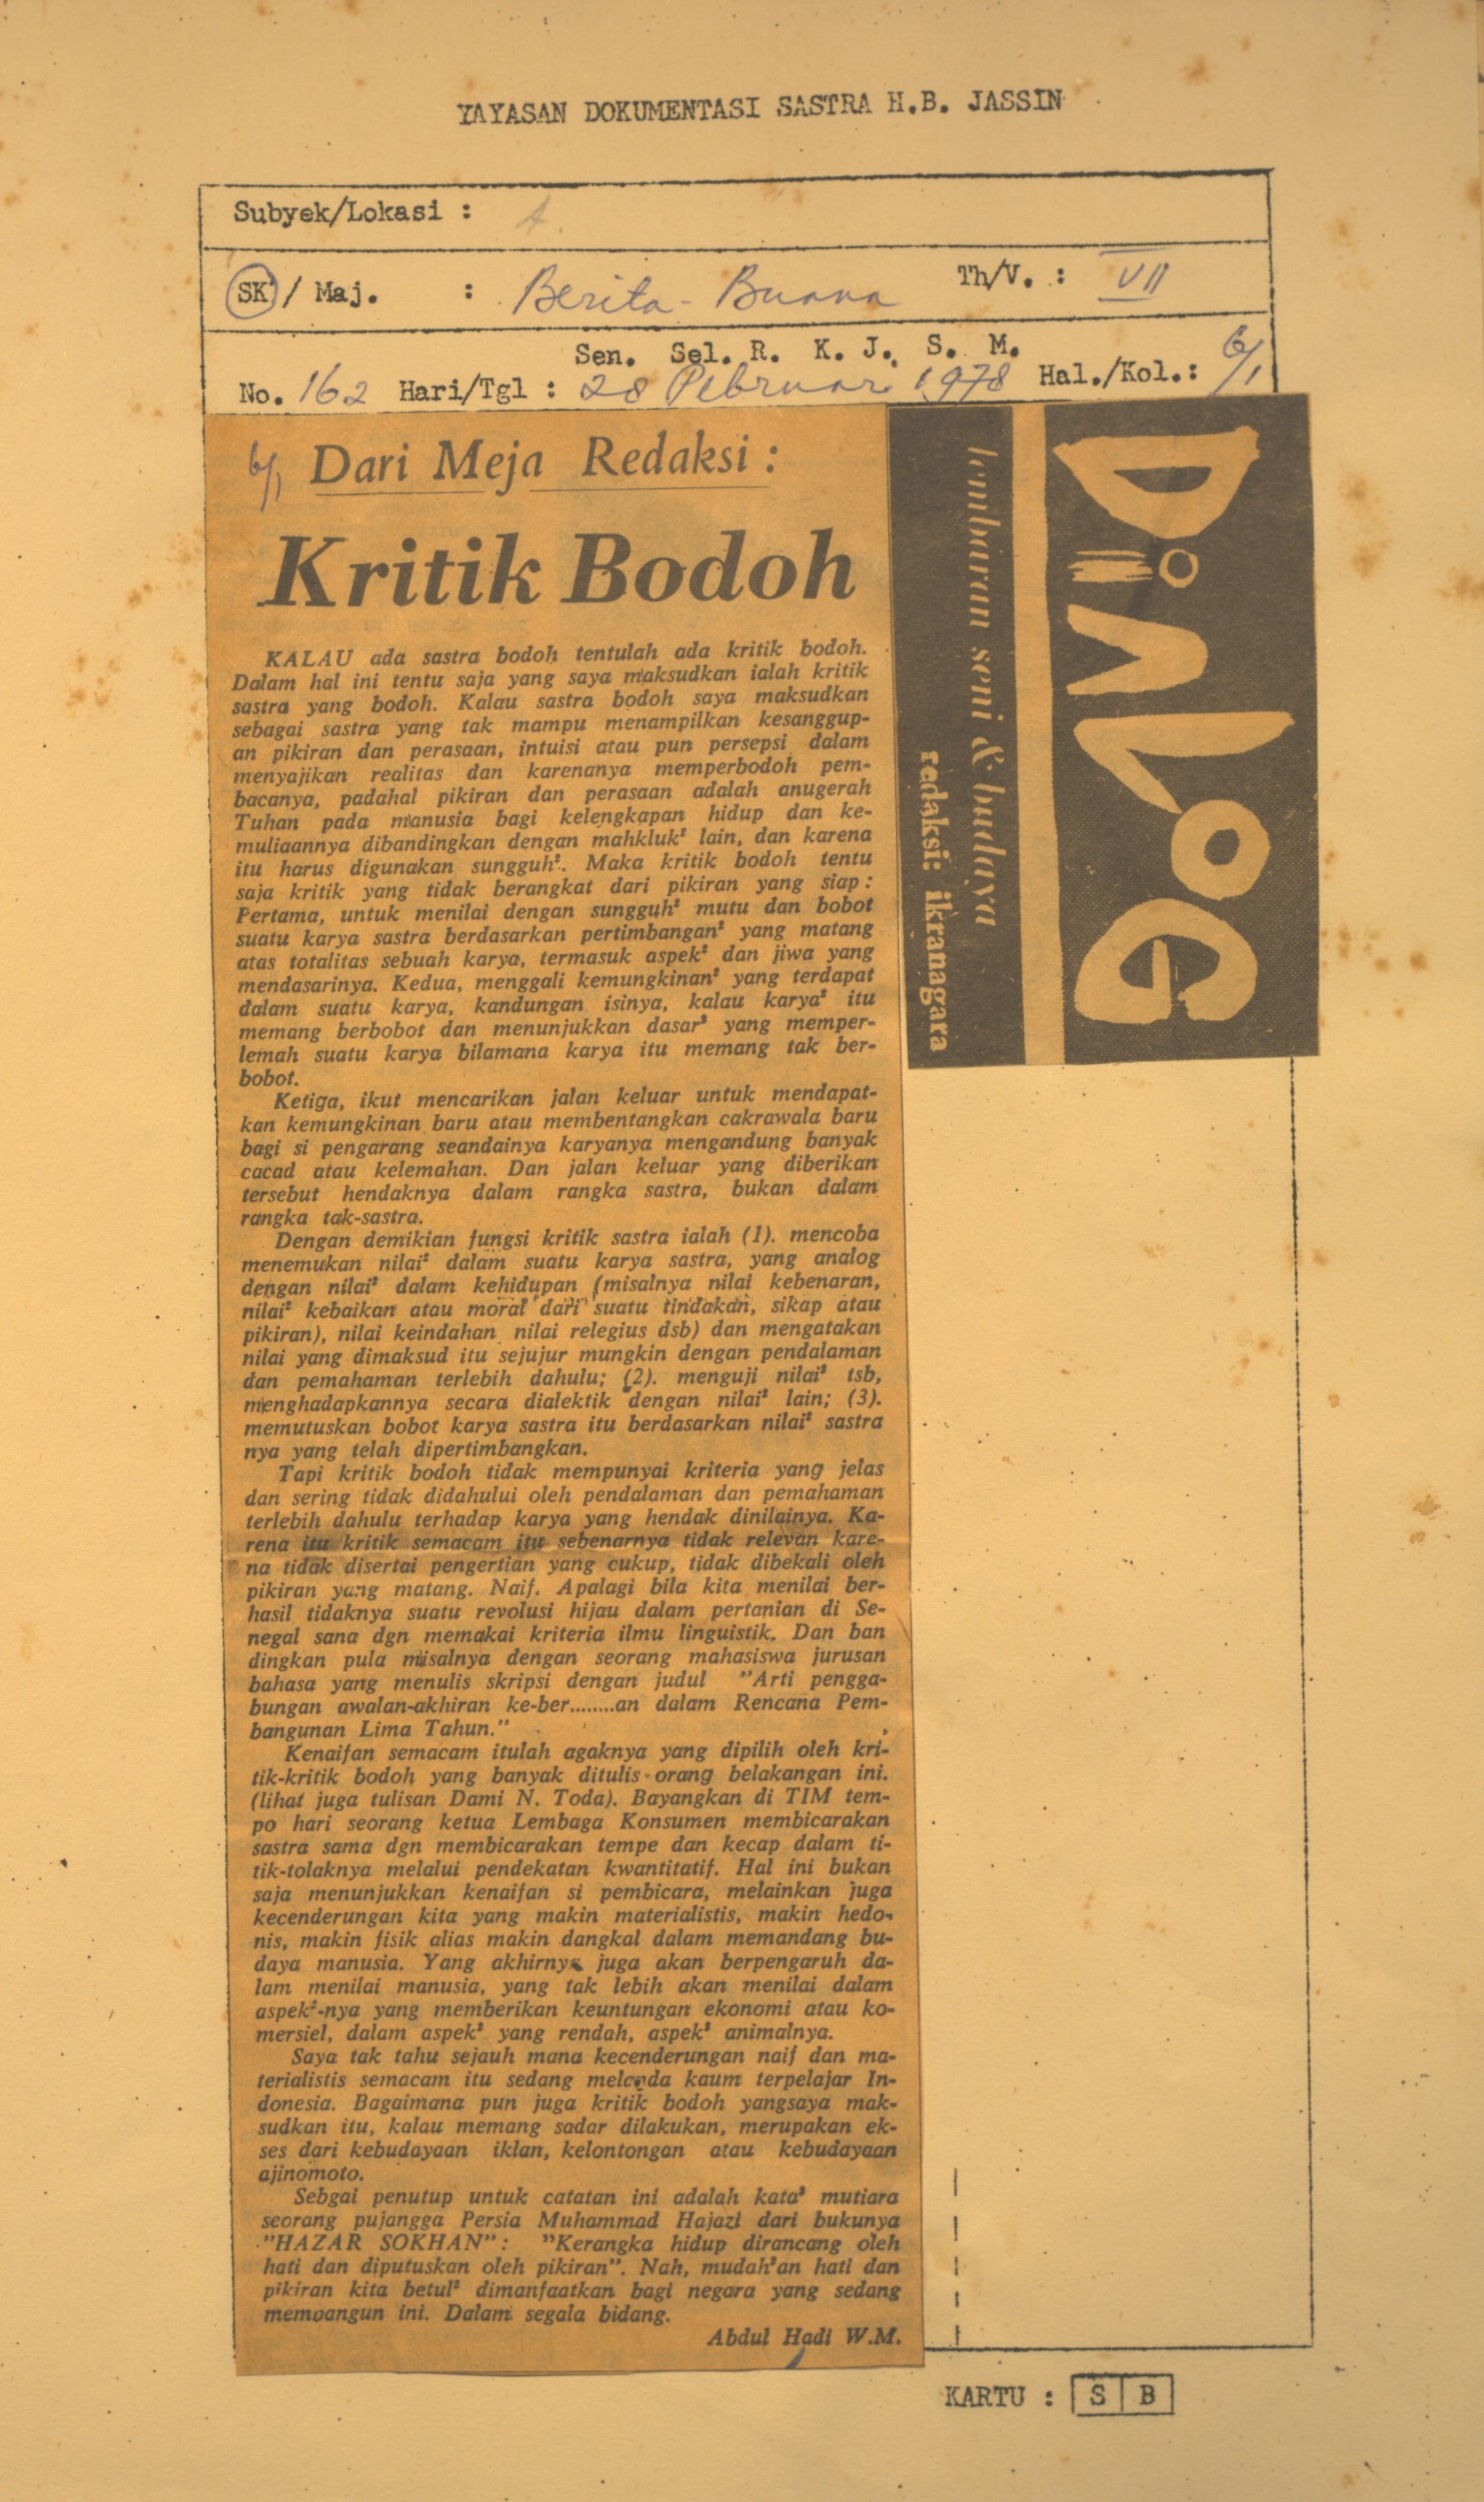 YAYASAN DOKUMENTASI SASTRA H.B. JASSIN
Subyek/Lokasi :
SK / Maj. : Berita-Buana Th/V. : VII
Sen. Sel. R. K. J. S. M.
No. 162 Hari/Tgl : 28 Pebruari 1978 Hal./Kol.: 6/1
6/1 Dari Meja Redaksi :
Kritik Bodoh
KALAU ada sastra bodoh tentulah ada kritik bodoh.
Dalam hal ini tentu saja yang saya maksudkan ialah kritik
sastra yang bodoh. Kalau sastra bodoh saya maksudkan
sebagai sastra yang tak mampu menampilkan kesanggup-
an pikiran dan perasaan, intuisi atau pun persepsi dalam
menyajikan realitas dan karenanya memperbodoh pem-
bacanya, padahal pikiran dan perasaan adalah anugerah
Tuhan pada manusia bagi kelengkapan hidup dan ke-
muliaannya dibandingkan dengan mahkluk² lain, dan karena
itu harus digunakan sungguh². Maka kritik bodoh tentu
saja kritik yang tidak berangkat dari pikiran yang siap :
Pertama, untuk menilai dengan sungguh² mutu dan bobot
suatu karya sastra berdasarkan pertimbangan² yang matang
atas totalitas sebuah karya, termasuk aspek² dan jiwa yang
mendasarinya. Kedua, menggali kemungkinan² yang terdapat
dalam suatu karya, kandungan isinya, kalau karya² itu
memang berbobot dan menunjukkan dasar² yang memper-
lemah suatu karya bilamana karya itu memang tak ber-
bobot.
Ketiga, ikut mencarikan jalan keluar untuk mendapat-
kan kemungkinan baru atau membentangkan cakrawala baru
bagi si pengarang seandainya karyanya mengandung banyak
cacad atau kelemahan. Dan jalan keluar yang diberikan
tersebut hendaknya dalam rangka sastra, bukan dalam
rangka tak-sastra.
Dengan demikian fungsi kritik sastra ialah (1). mencoba
menemukan nilai² dalam suatu karya sastra, yang analog
dengan nilai² dalam kehidupan (misalnya nilai kebenaran,
nilai² kebaikan atau moral dari suatu tindakan, sikap atau
pikiran), nilai keindahan nilai relegius dsb) dan mengatakan
nilai yang dimaksud itu sejujur mungkin dengan pendalaman
dan pemahaman terlebih dahulu; (2). menguji nilai² tsb,
menghadapkannya secara dialektik dengan nilai² lain; (3).
memutuskan bobot karya sastra itu berdasarkan nilai² sastra
nya yang telah dipertimbangkan.
Tapi kritik bodoh tidak mempunyai kriteria yang jelas
dan sering tidak didahului oleh pendalaman dan pemahaman
terlebih dahulu terhadap karya yang hendak dinilainya. Ka-
rena itu kritik semacam itu sebenarnya tidak relevan kare-
na tidak disertai pengertian yang cukup, tidak dibekali oleh
pikiran yang matang. Naif. Apalagi bila kita menilai ber-
hasil tidaknya suatu revolusi hijau dalam pertanian di Se-
negal sana dgn memakai kriteria ilmu linguistik. Dan ban
dingkan pula misalnya dengan seorang mahasiswa jurusan
bahasa yang menulis skripsi dengan judul "Arti pengga-
bungan awalan-akhiran ke-ber........an dalam Rencana Pem-
bangunan Lima Tahun."
Kenaifan semacam itulah agaknya yang dipilih oleh kri-
tik-kritik bodoh yang banyak ditulis orang belakangan ini.
(lihat juga tulisan Dami N. Toda). Bayangkan di TIM tem-
po hari seorang ketua Lembaga Konsumen membicarakan
sastra sama dgn membicarakan tempe dan kecap dalam ti-
tik-tolaknya melalui pendekatan kwantitatif. Hal ini bukan
saja menunjukkan kenaifan si pembicara, melainkan juga
kecenderungan kita yang makin materialistis, makin hedo-
nis, makin fisik alias makin dangkal dalam memandang bu-
daya manusia. Yang akhirnya juga akan berpengaruh da-
lam menilai manusia, yang tak lebih akan menilai dalam
aspek²-nya yang memberikan keuntungan ekonomi atau ko-
mersiel, dalam aspek² yang rendah, aspek² animalnya.
Saya tak tahu sejauh mana kecenderungan naif dan ma-
terialistis semacam itu sedang melanda kaum terpelajar In-
donesia. Bagaimana pun juga kritik bodoh yangsaya mak-
sudkan itu, kalau memang sadar dilakukan, merupakan ek-
ses dari kebudayaan iklan, kelontongan atau kebudayaan
ajinomoto.
Sebgai penutup untuk catatan ini adalah kata² mutiara
seorang pujangga Persia Muhammad Hajazi dari bukunya
"HAZAR SOKHAN" : "Kerangka hidup dirancang oleh
hati dan diputuskan oleh pikiran". Nah, mudah²an hati dan
pikiran kita betul² dimanfaatkan bagi negara yang sedang
membangun ini. Dalam segala bidang.
Abdul Hadi W.M.
DIALOG
lembaran seni & budaya
redaksi: ikranagara
KARTU : S B